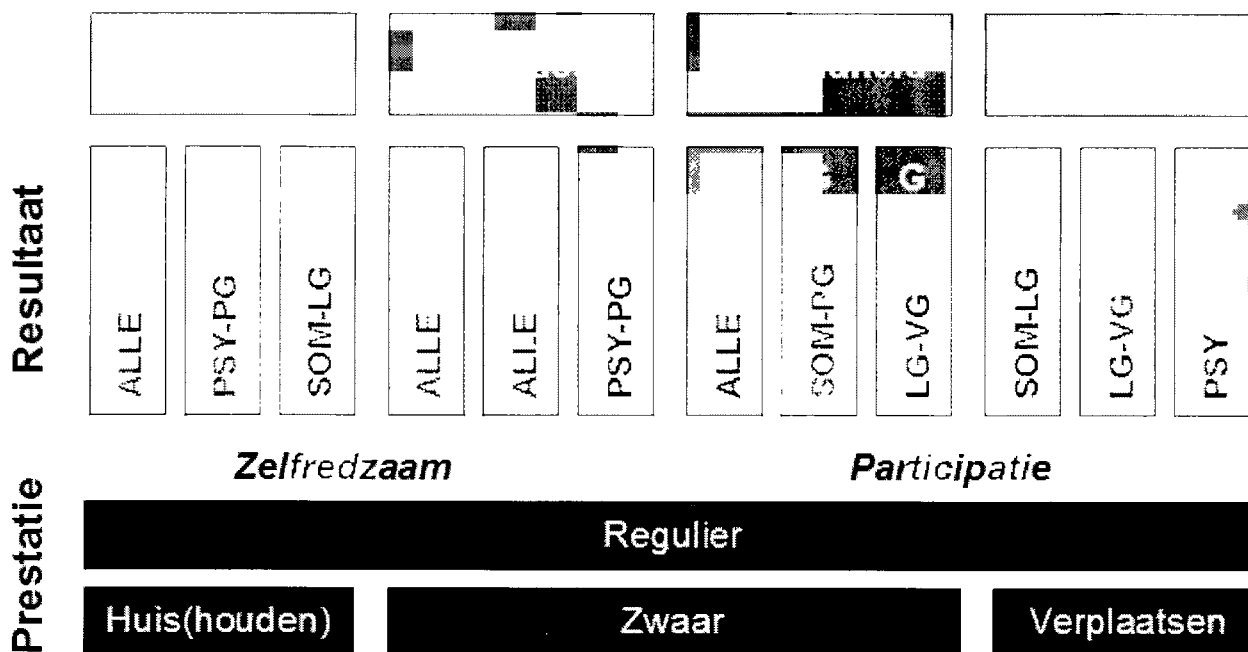 G
Resultaat
ALLE
PSY-PG
SOM-LG
ALLE
ALLE
PSY-PG
ALLE
SOM-PG
LG-VG
SOM-LG
LG-VG
PSY
Zelfredzaam
Participatie
Prestatie
Regulier
Huis(houden)
Zwaar
Verplaatsen